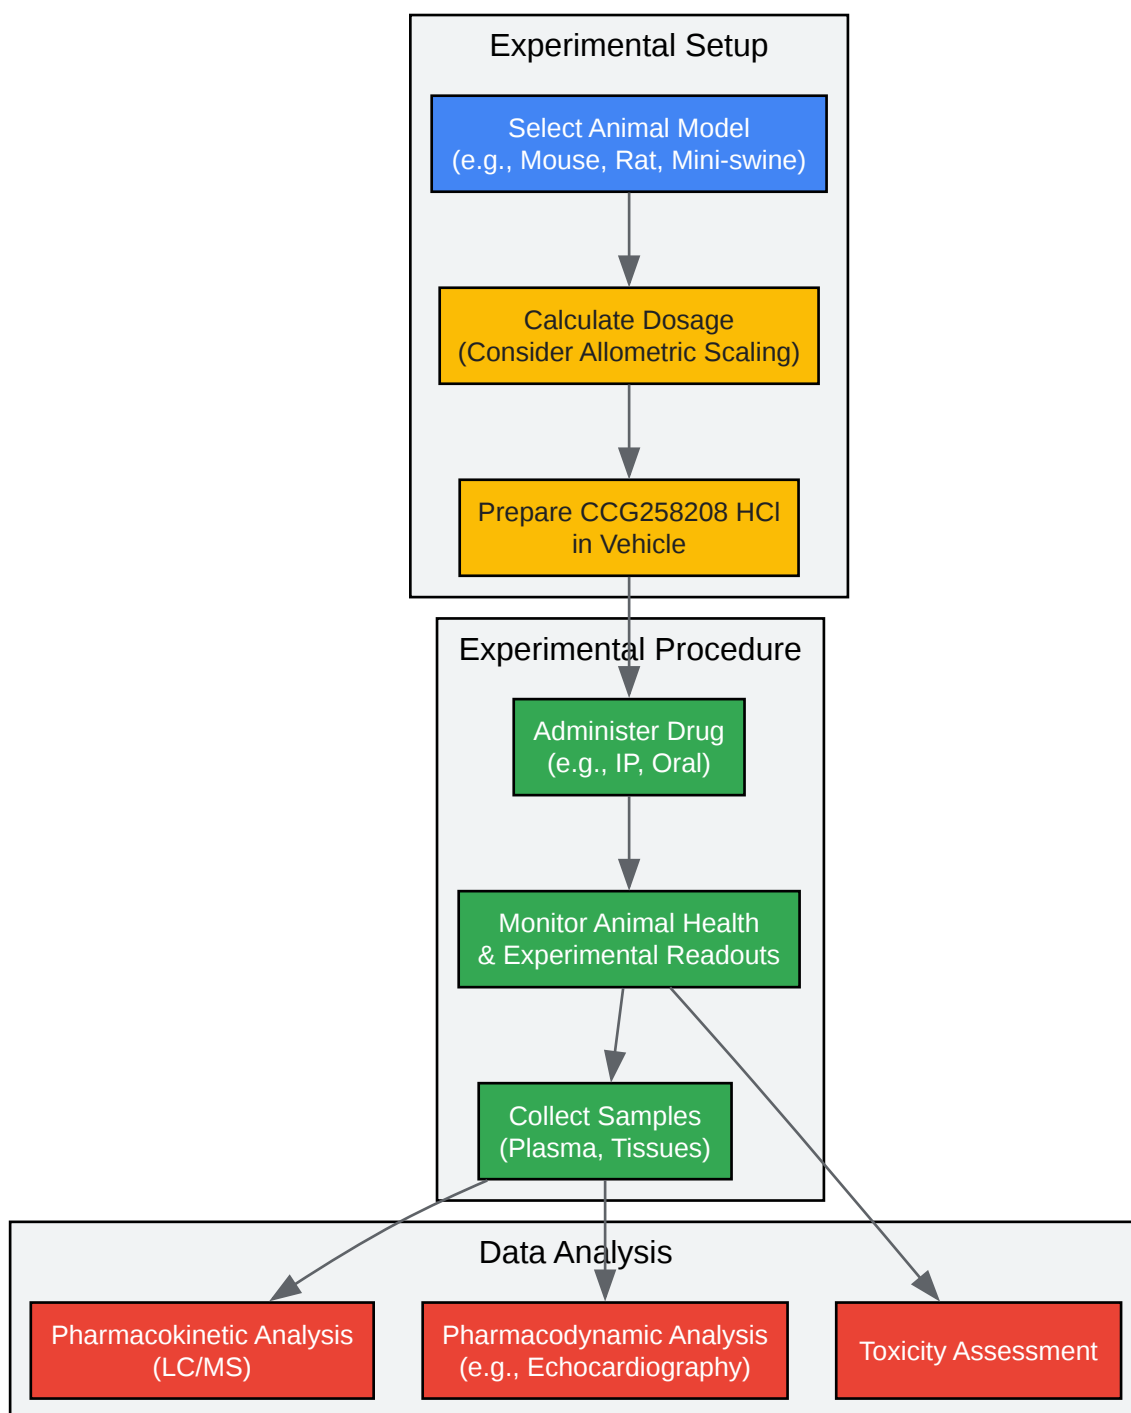 Experimental Setup
Select Animal Model
(e.g., Mouse, Rat, Mini-swine)
Calculate Dosage
(Consider Allometric Scaling)
Prepare CCG258208 HCl
in Vehicle
Experimental Procedure
Administer Drug
(e.g., IP, Oral)
Monitor Animal Health
& Experimental Readouts
Collect Samples
(Plasma, Tissues)
Data Analysis
Pharmacokinetic Analysis
(LC/MS)
Pharmacodynamic Analysis
(e.g., Echocardiography)
Toxicity Assessment